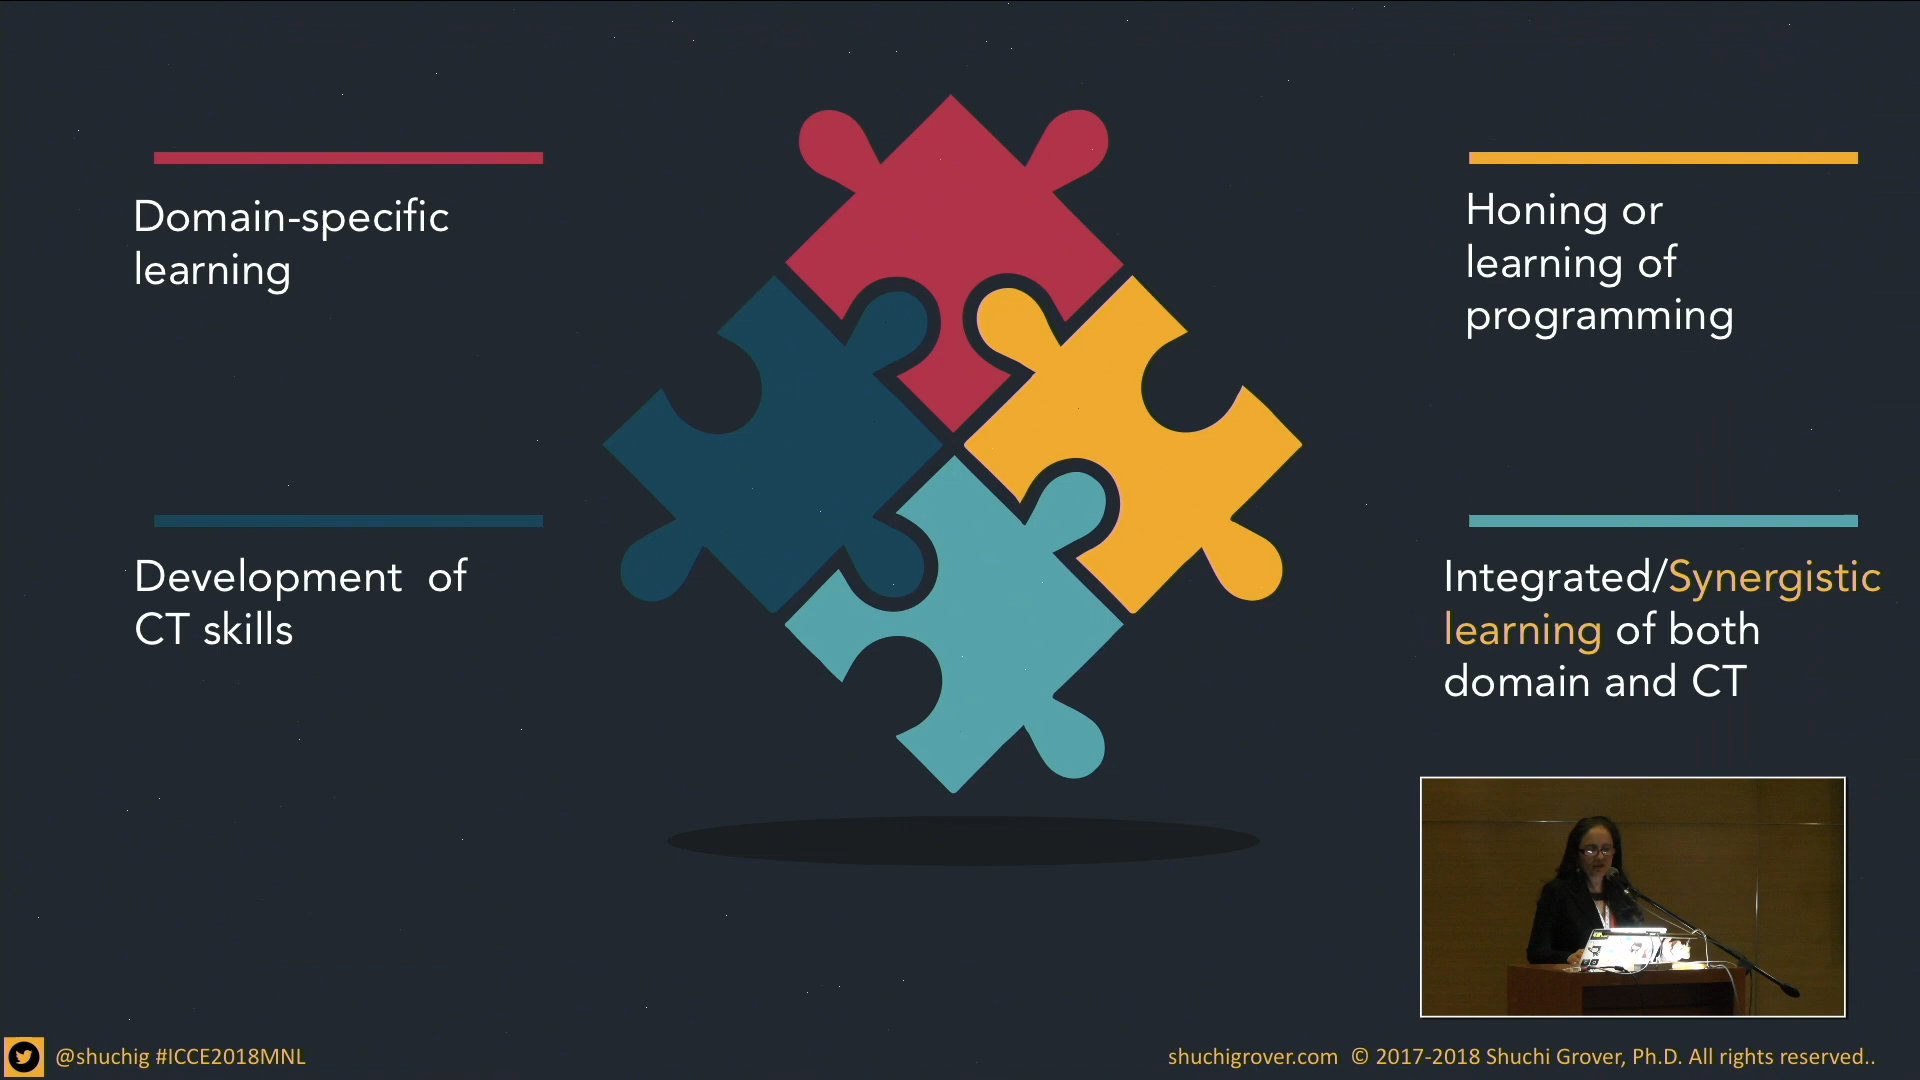 Domain-specific
learning
Honing or
learning of
programming
Development of
CT skills
Integrated/Synergistic
learning of both
domain and CT
@shuchig #ICCE2018MNL
shuchigrover.com © 2017-2018 Shuchi Grover, Ph.D. All rights reserved..